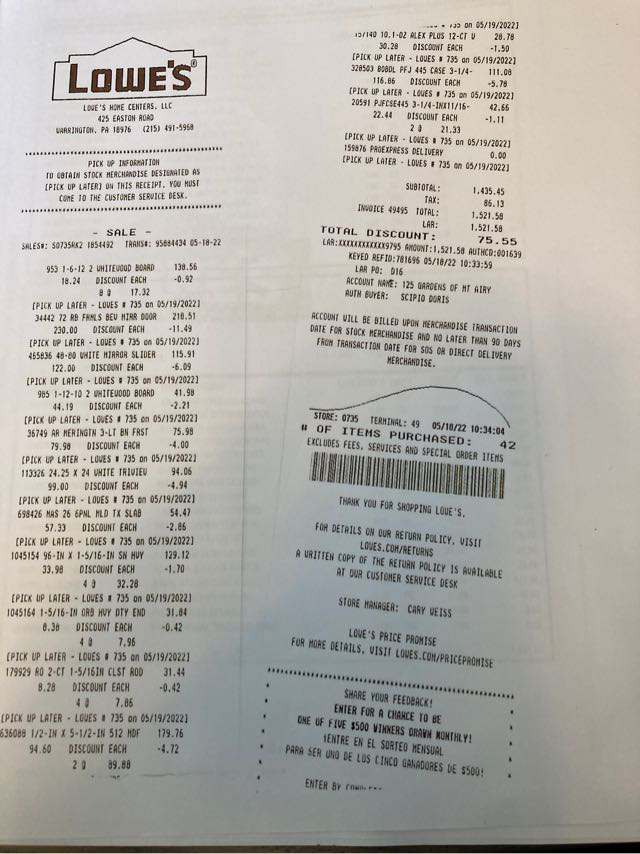 LOWE'S®
LOWE'S HOME CENTERS, LLC
425 EASTON ROAD
WARRINGTON, PA 18976 (215) 491-5968
PICK UP INFORMATION
TO OBTAIN STOCK MERCHANDISE DESIGNATED AS
[PICK UP LATER] ON THIS RECEIPT, YOU MUST
COME TO THE CUSTOMER SERVICE DESK.
- SALE -
SALES#: S0735RK2 1854492 TRANS#: 95884434 05-18-22
953 1-6-12 2 WHITEWOOD BOARD 138.56
18.24 DISCOUNT EACH -0.92
8 @ 17.32
[PICK UP LATER - LOWES # 735 on 05/19/2022]
34442 72 RB FRMLS BEV MIRR DOOR 218.51
230.00 DISCOUNT EACH -11.49
[PICK UP LATER - LOWES # 735 on 05/19/2022]
465836 48-80 WHITE MIRROR SLIDER 115.91
122.00 DISCOUNT EACH -6.09
[PICK UP LATER - LOWES # 735 on 05/19/2022]
985 1-12-10 2 WHITEWOOD BOARD 41.98
44.19 DISCOUNT EACH -2.21
[PICK UP LATER - LOWES # 735 on 05/19/2022]
36749 AR MERINGTN 3-LT BN FRST 75.98
79.98 DISCOUNT EACH -4.00
[PICK UP LATER - LOWES # 735 on 05/19/2022]
113326 24.25 X 24 WHITE TRIVIEW 94.06
99.00 DISCOUNT EACH -4.94
[PICK UP LATER - LOWES # 735 on 05/19/2022]
698426 MAS 26 6PNL HLD TX SLAB 54.47
57.33 DISCOUNT EACH -2.86
[PICK UP LATER - LOWES # 735 on 05/19/2022]
1045154 96-IN X 1-5/16-IN SN HVY 129.12
33.98 DISCOUNT EACH -1.70
4 @ 32.28
[PICK UP LATER - LOWES # 735 on 05/19/2022]
1045164 1-5/16-IN ORB HVY DTY END 31.84
8.38 DISCOUNT EACH -0.42
4 @ 7.96
[PICK UP LATER - LOWES # 735 on 05/19/2022]
179929 RO 2-CT 1-5/16IN CLST ROD 31.44
8.28 DISCOUNT EACH -0.42
4 @ 7.86
[PICK UP LATER - LOWES # 735 on 05/19/2022]
636088 1/2-IN X 5-1/2-IN 512 MDF 179.76
94.60 DISCOUNT EACH -4.72
2 @ 89.88
735 on 05/19/2022]
10.1-OZ ALEX PLUS 12-CT W 28.78
30.28 DISCOUNT EACH -1.50
[PICK UP LATER - LOWES # 735 on 05/19/2022]
328503 8080L PFJ 445 CASE 3-1/4- 111.08
116.86 DISCOUNT EACH -5.78
[PICK UP LATER - LOWES # 735 on 05/19/2022]
20591 PJFCSE445 3-1/4-INX11/16- 42.66
22.44 DISCOUNT EACH -1.11
2 @ 21.33
[PICK UP LATER - LOWES # 735 on 05/19/2022]
159876 PROEXPRESS DELIVERY 0.00
[PICK UP LATER - LOWES # 735 on 05/19/2022]
SUBTOTAL: 1,435.45
TAX: 86.13
INVOICE 49495 TOTAL: 1,521.58
LAR: 1,521.58
TOTAL DISCOUNT: 75.55
LAR:XXXXXXXXXXXX9795 AMOUNT:1,521.58 AUTHCD:001639
KEYED REFID:781696 05/18/22 10:33:59
LAR PO: D16
ACCOUNT NAME: 125 GARDENS OF MT AIRY
AUTH BUYER: SCIPIO DORIS
ACCOUNT WILL BE BILLED UPON MERCHANDISE TRANSACTION
DATE FOR STOCK MERCHANDISE AND NO LATER THAN 90 DAYS
FROM TRANSACTION DATE FOR SOS OR DIRECT DELIVERY
MERCHANDISE.
STORE: 0735 TERMINAL: 49 05/18/22 10:34:04
# OF ITEMS PURCHASED: 42
EXCLUDES FEES, SERVICES AND SPECIAL ORDER ITEMS
THANK YOU FOR SHOPPING LOWE'S.
FOR DETAILS ON OUR RETURN POLICY, VISIT
LOWES.COM/RETURNS
A WRITTEN COPY OF THE RETURN POLICY IS AVAILABLE
AT OUR CUSTOMER SERVICE DESK
STORE MANAGER: CARY WEISS
LOWE'S PRICE PROMISE
FOR MORE DETAILS, VISIT LOWES.COM/PRICEPROMISE
SHARE YOUR FEEDBACK!
ENTER FOR A CHANCE TO BE
ONE OF FIVE $500 WINNERS DRAWN MONTHLY!
¡ENTRE EN EL SORTEO MENSUAL
PARA SER UNO DE LOS CINCO GANADORES DE $500!
ENTER BY